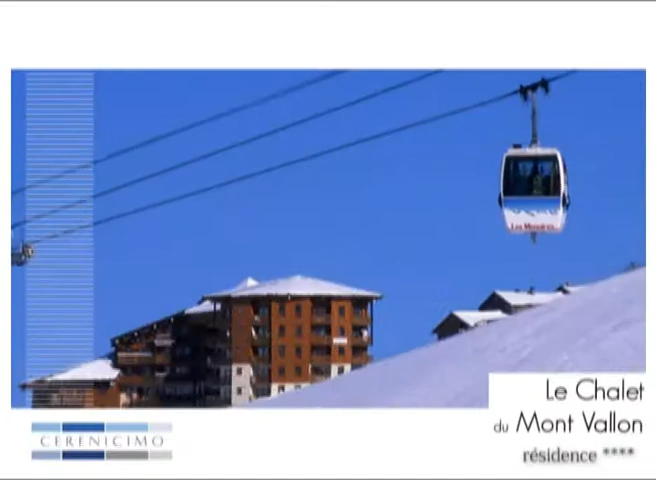 Les Menuires
Le Chalet
du Mont Vallon
résidence ****
CERENICIMO